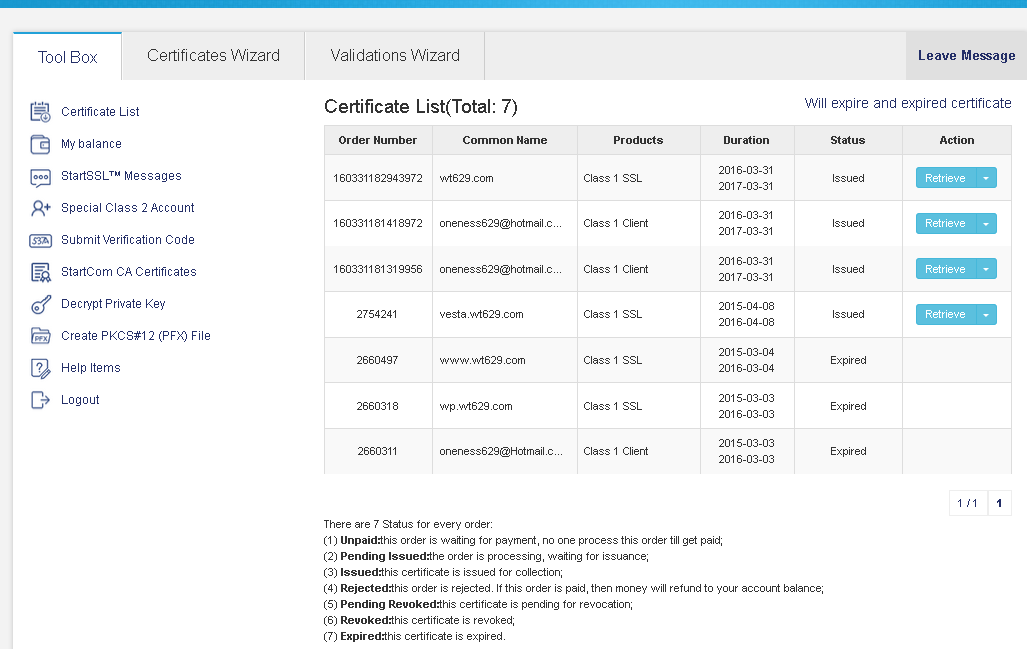 Tool Box
Certificates Wizard
Validations Wizard
Leave Message
Certificate List
My balance
StartSSL™ Messages
Special Class 2 Account
Submit Verification Code
StartCom CA Certificates
Decrypt Private Key
Create PKCS#12 (PFX) File
Help Items
Logout
Certificate List(Total: 7)
Will expire and expired certificate
Order Number Common Name Products Duration Status Action
160331182943972 wt629.com Class 1 SSL 2016-03-31 Issued Retrieve
2017-03-31
160331181418972 oneness629@hotmail.c... Class 1 Client 2016-03-31 Issued Retrieve
2017-03-31
160331181319956 oneness629@hotmail.c... Class 1 Client 2016-03-31 Issued Retrieve
2017-03-31
2754241 vesta.wt629.com Class 1 SSL 2015-04-08 Issued Retrieve
2016-04-08
2660497 www.wt629.com Class 1 SSL 2015-03-04 Expired
2016-03-04
2660318 wp.wt629.com Class 1 SSL 2015-03-03 Expired
2016-03-03
2660311 oneness629@Hotmail.c... Class 1 Client 2015-03-03 Expired
2016-03-03
1 / 1 1
There are 7 Status for every order:
(1) Unpaid:this order is waiting for payment, no one process this order till get paid;
(2) Pending Issued:the order is processing, waiting for issuance;
(3) Issued:this certificate is issued for collection;
(4) Rejected:this order is rejected. If this order is paid, then money will refund to your account balance;
(5) Pending Revoked:this certificate is pending for revocation;
(6) Revoked:this certificate is revoked;
(7) Expired:this certificate is expired.